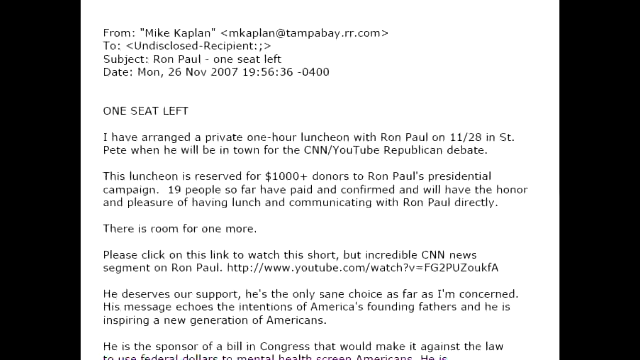 From: "Mike Kaplan" <mkaplan@tampabay.rr.com>
To: <Undisclosed-Recipient:;>
Subject: Ron Paul - one seat left
Date: Mon, 26 Nov 2007 19:56:36 -0400
ONE SEAT LEFT
I have arranged a private one-hour luncheon with Ron Paul on 11/28 in St.
Pete when he will be in town for the CNN/YouTube Republican debate.
This luncheon is reserved for $1000+ donors to Ron Paul's presidential
campaign.  19 people so far have paid and confirmed and will have the honor
and pleasure of having lunch and communicating with Ron Paul directly.
There is room for one more.
Please click on this link to watch this short, but incredible CNN news
segment on Ron Paul. http://www.youtube.com/watch?v=FG2PUZoukfA
He deserves our support, he's the only sane choice as far as I'm concerned.
His message echoes the intentions of America's founding fathers and he is
inspiring a new generation of Americans.
He is the sponsor of a bill in Congress that would make it against the law
to use federal dollars to mental health screen Americans. He is